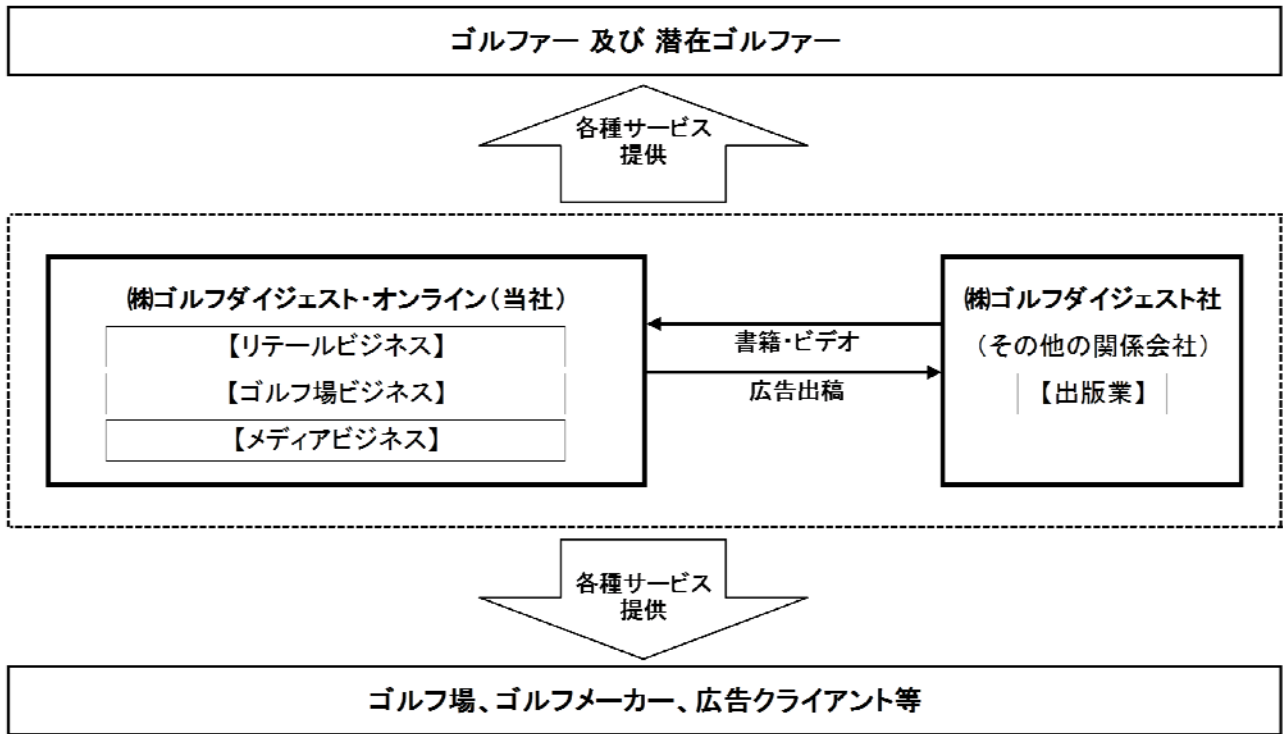 ゴルファー 及び 潜在ゴルファー
各種サービス
提供
㈱ゴルフダイジェスト・オンライン（当社）
【リテールビジネス】
【ゴルフ場ビジネス】
【メディアビジネス】
書籍・ビデオ
広告出稿
㈱ゴルフダイジェスト社
（その他の関係会社）
【出版業】
各種サービス
提供
ゴルフ場、ゴルフメーカー、広告クライアント等